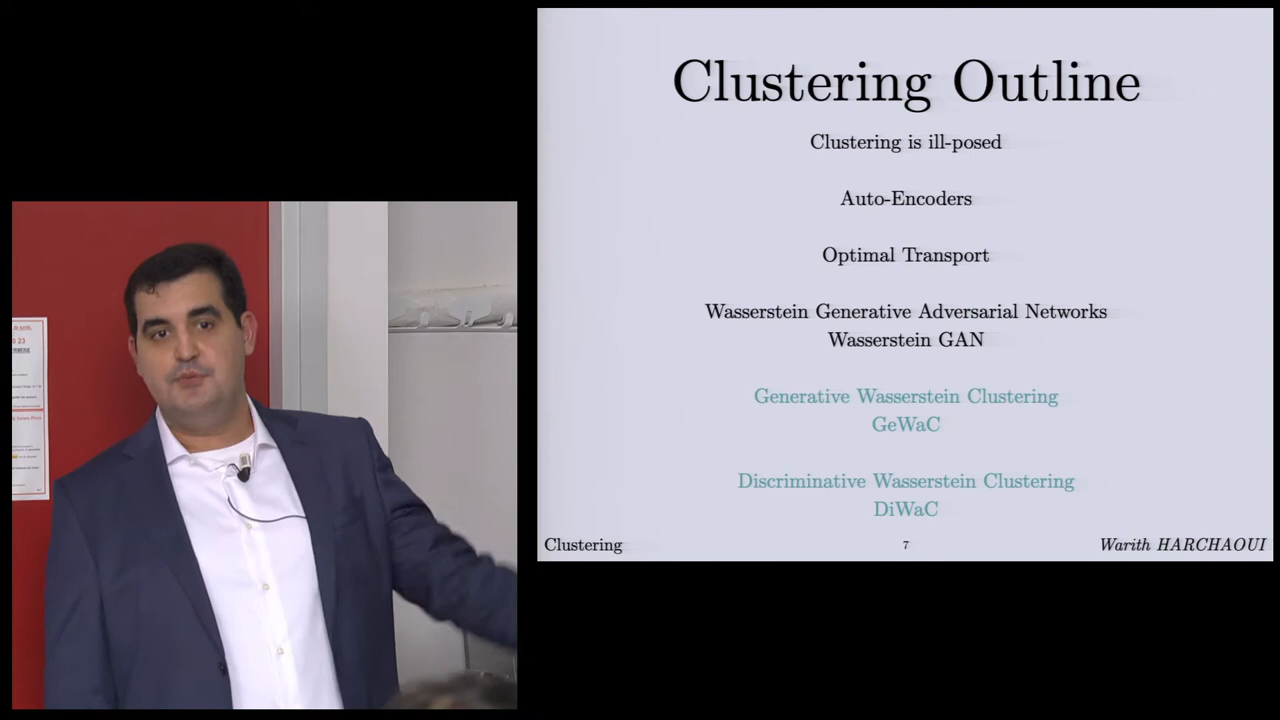 Clustering Outline
Clustering is ill-posed
Auto-Encoders
Optimal Transport
Wasserstein Generative Adversarial Networks
Wasserstein GAN
Generative Wasserstein Clustering
GeWaC
Discriminative Wasserstein Clustering
DiWaC
Clustering
7
Warith HARCHAOUI